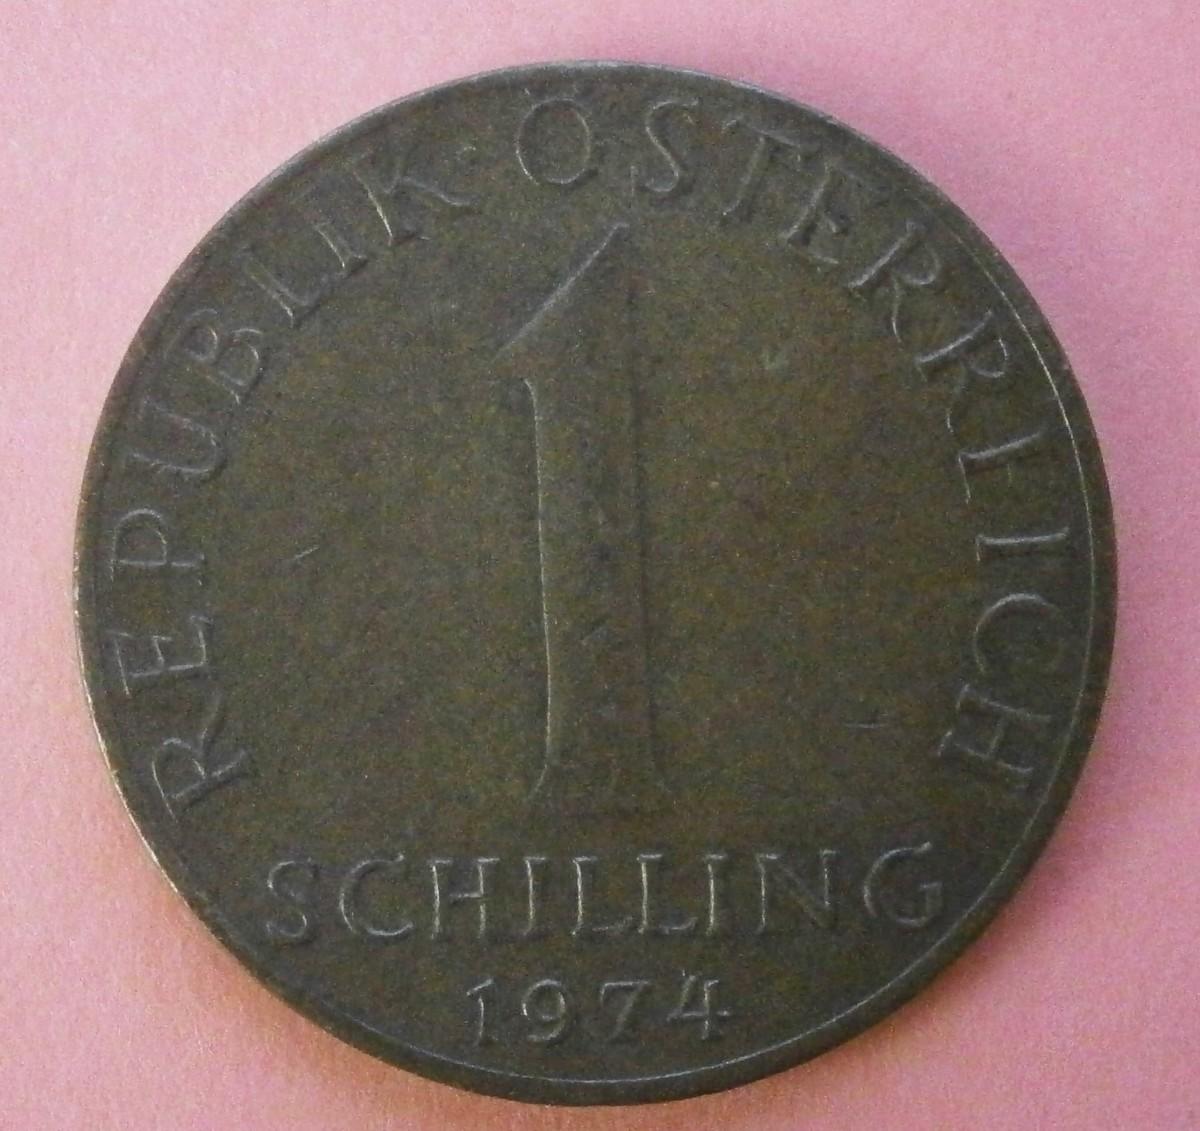 REPUBLIK ÖSTERREICH
1
SCHILLING
1974